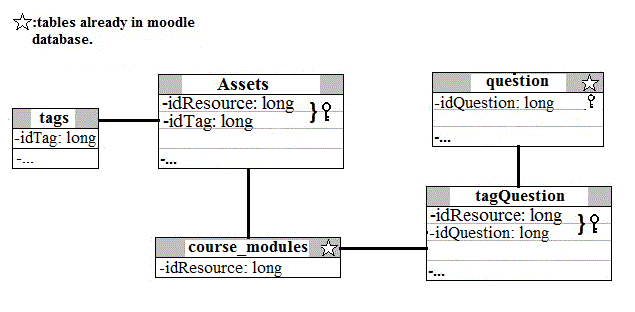 :tables already in moodle
database.
Assets
-idResource: long
-idTag: long
-...
question
-idQuestion: long
-...
tags
-idTag: long
-...
tagQuestion
-idResource: long
-idQuestion: long
-...
course_modules
-idResource: long